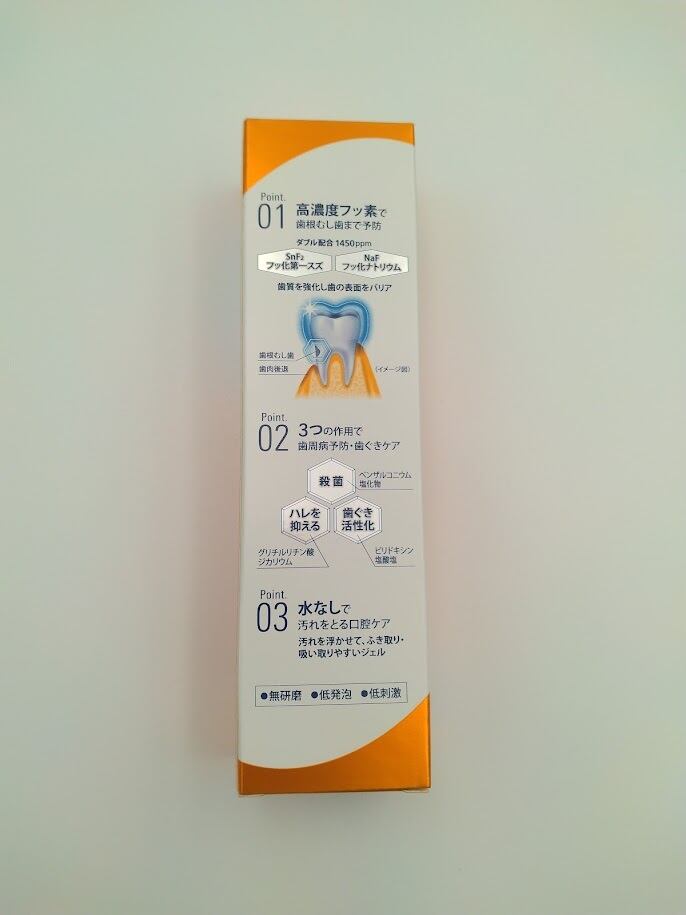 Point.
01 高濃度フッ素で
歯根むし歯まで予防
ダブル配合 1450ppm
SnF₂
フッ化第一スズ
NaF
フッ化ナトリウム
歯質を強化し歯の表面をバリア
歯根むし歯
歯肉後退
(イメージ図)
Point.
02 3つの作用で
歯周病予防・歯ぐきケア
殺菌
ベンザルコニウム
塩化物
ハレを
抑える
歯ぐき
活性化
グリチルリチン酸
ジカリウム
ピリドキシン
塩酸塩
Point.
03 水なしで
汚れをとる口腔ケア
汚れを浮かせて、ふき取り・
吸い取りやすいジェル
●無研磨 ●低発泡 ●低刺激